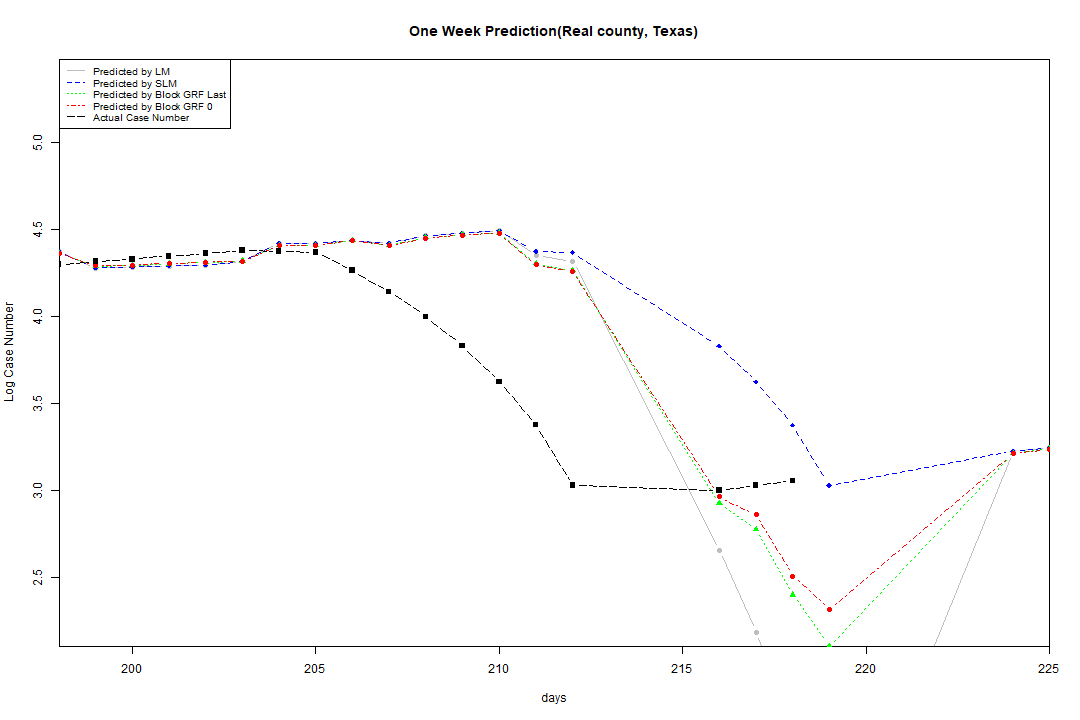 One Week Prediction(Real county, Texas)
Predicted by LM
Predicted by SLM
Predicted by Block GRF Last
Predicted by Block GRF 0
Actual Case Number
5.0
4.5
4.0
3.5
3.0
2.5
Log Case Number
200 205 210 215 220 225
days